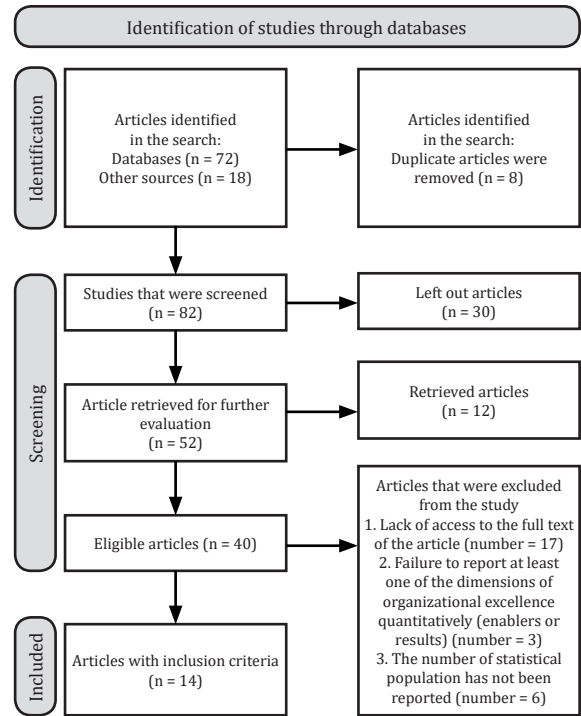 Identification of studies through databases
Identification
Articles identified
in the search:
Databases (n = 72)
Other sources (n = 18)
Articles identified
in the search:
Duplicate articles were
removed (n = 8)
Screening
Studies that were screened
(n = 82)
Left out articles
(n = 30)
Article retrieved for further
evaluation
(n = 52)
Retrieved articles
(n = 12)
Eligible articles (n = 40)
Articles that were excluded
from the study
1. Lack of access to the full text
of the article (number = 17)
2. Failure to report at least
one of the dimensions of
organizational excellence
quantitatively (enablers or
results) (number = 3)
3. The number of statistical
population has not been
reported (number = 6)
Included
Articles with inclusion criteria
(n = 14)